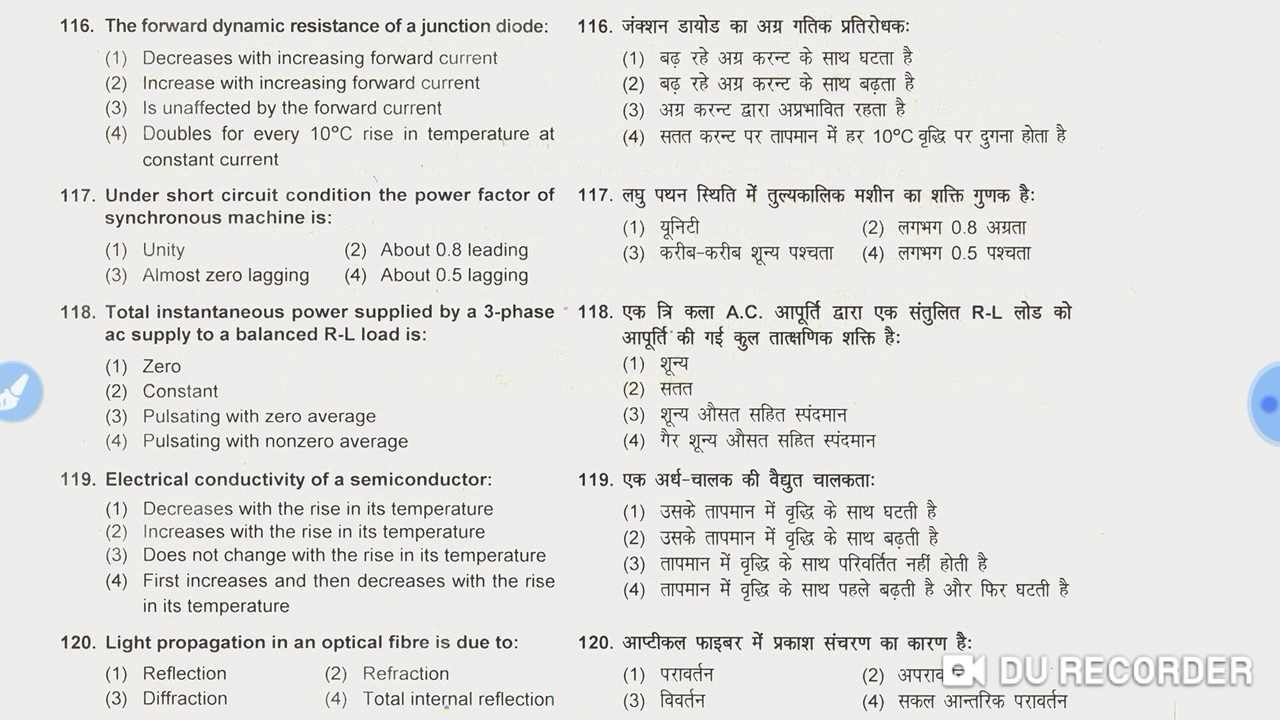 116. The forward dynamic resistance of a junction diode:
(1) Decreases with increasing forward current
(2) Increase with increasing forward current
(3) Is unaffected by the forward current
(4) Doubles for every 10°C rise in temperature at
constant current
117. Under short circuit condition the power factor of
synchronous machine is:
(1) Unity (2) About 0.8 leading
(3) Almost zero lagging (4) About 0.5 lagging
118. Total instantaneous power supplied by a 3-phase
ac supply to a balanced R-L load is:
(1) Zero
(2) Constant
(3) Pulsating with zero average
(4) Pulsating with nonzero average
119. Electrical conductivity of a semiconductor:
(1) Decreases with the rise in its temperature
(2) Increases with the rise in its temperature
(3) Does not change with the rise in its temperature
(4) First increases and then decreases with the rise
in its temperature
120. Light propagation in an optical fibre is due to:
(1) Reflection (2) Refraction
(3) Diffraction (4) Total internal reflection
116. जंक्शन डायोड का अग्र गतिक प्रतिरोधकः
(1) बढ़ रहे अग्र करन्ट के साथ घटता है
(2) बढ़ रहे अग्र करन्ट के साथ बढ़ता है
(3) अग्र करन्ट द्वारा अप्रभावित रहता है
(4) सतत करन्ट पर तापमान में हर 10°C वृद्धि पर दुगना होता है
117. लघु पथन स्थिति में तुल्यकालिक मशीन का शक्ति गुणक हैः
(1) यूनिटी (2) लगभग 0.8 अग्रता
(3) करीब-करीब शून्य पश्चता (4) लगभग 0.5 पश्चता
118. एक त्रि कला A.C. आपूर्ति द्वारा एक संतुलित R-L लोड को
आपूर्ति की गई कुल तात्क्षणिक शक्ति हैः
(1) शून्य
(2) सतत
(3) शून्य औसत सहित स्पंदमान
(4) गैर शून्य औसत सहित स्पंदमान
119. एक अर्ध-चालक की वैद्युत चालकताः
(1) उसके तापमान में वृद्धि के साथ घटती है
(2) उसके तापमान में वृद्धि के साथ बढ़ती है
(3) तापमान में वृद्धि के साथ परिवर्तित नहीं होती है
(4) तापमान में वृद्धि के साथ पहले बढ़ती है और फिर घटती है
120. आप्टीकल फाइबर में प्रकाश संचरण का कारण हैः
(1) परावर्तन (2)
(3) विवर्तन (4) सकल आन्तरिक परावर्तन
DU RECORDER